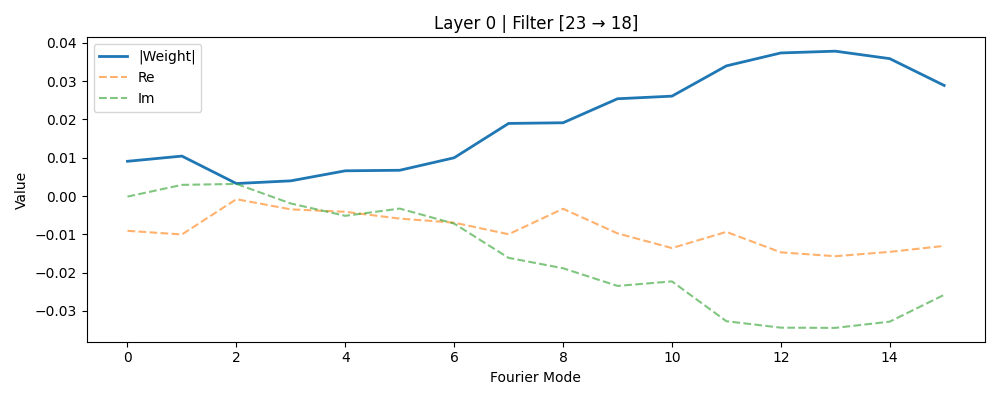 Layer 0 | Filter [23 → 18]
|Weight|
Re
Im
0.04
0.03
0.02
0.01
0.00
−0.01
−0.02
−0.03
Value
0 2 4 6 8 10 12 14
Fourier Mode